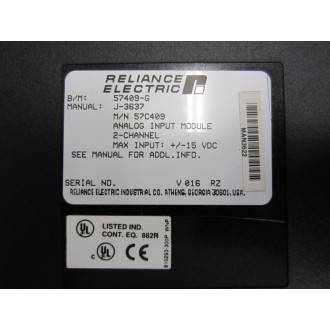 RELIANCE
ELECTRIC
B/M: 57409-G
MANUAL: J-3637
M/N 57C409
ANALOG INPUT MODULE
2-CHANNEL
MAX INPUT: +/-15 VDC
SEE MANUAL FOR ADDL.INFO.
SERIAL NO. V 016 RZ
RELIANCE ELECTRIC INDUSTRIAL CO. ATHENS, GEORGIA 30601, USA.
MAN3622
UL
LISTED IND.
CONT. EQ. 882R
CE